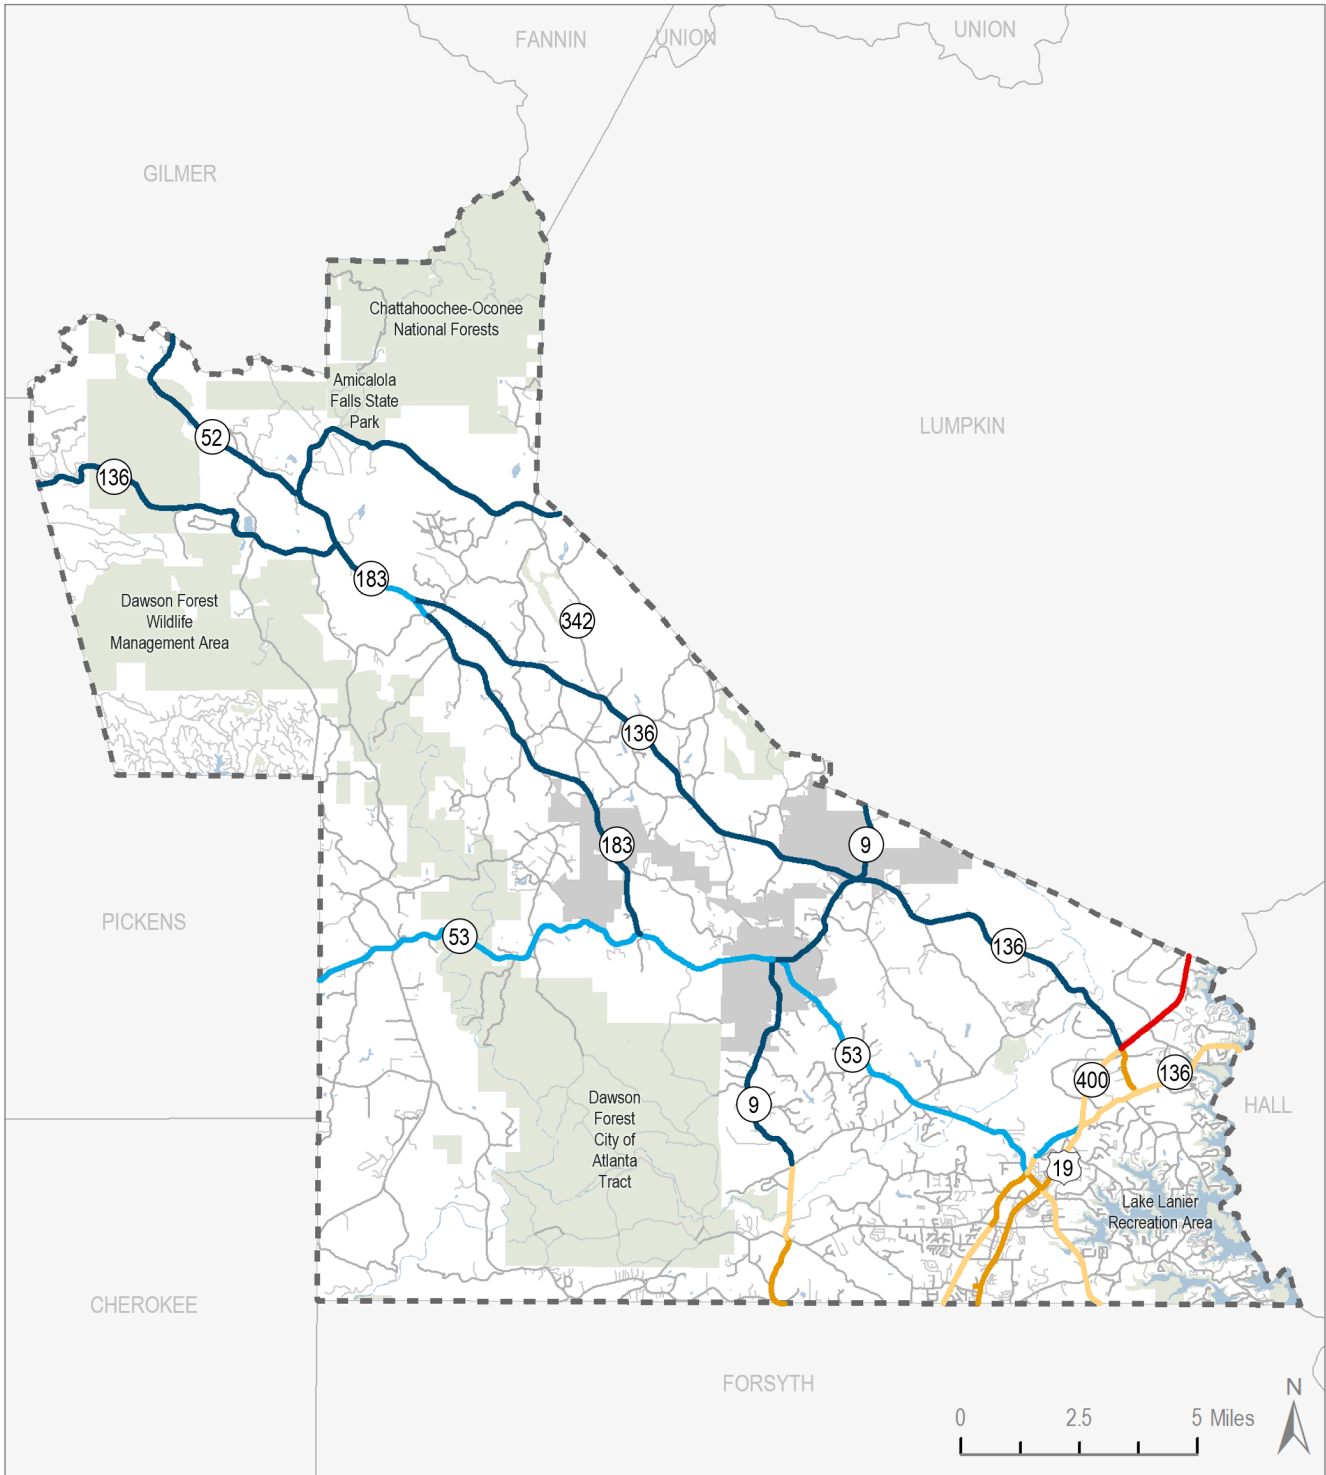 FANNIN
UNION
UNION
GILMER
Chattahoochee-Oconee
National Forests
Amicalola
Falls State
Park
LUMPKIN
52
136
183
342
Dawson Forest
Wildlife
Management Area
136
183
9
PICKENS
53
136
53
400
136
9
Dawson
Forest
City of
Atlanta
Tract
HALL
19
Lake Lanier
Recreation Area
CHEROKEE
FORSYTH
N
0 2.5 5 Miles